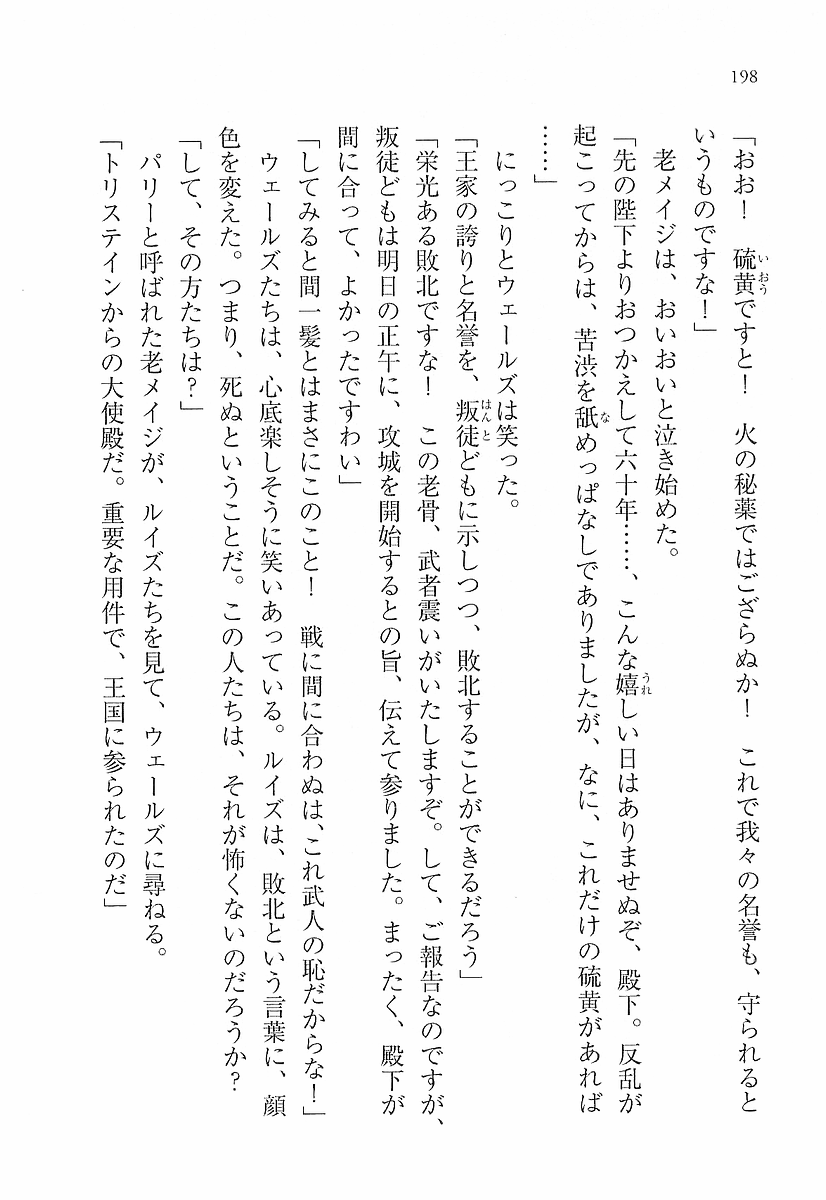 198
「おお！　硫黄ですと！　火の秘薬ではござらぬか！　これで我々の名誉も、守られると
いうものですな！」
　老メイジは、おいおいと泣き始めた。
「先の陛下よりおつかえして六十年……、こんな嬉しい日はありませぬぞ、殿下。反乱が
起こってからは、苦渋を舐めっぱなしでありましたが、なに、これだけの硫黄があれば
……」
　にっこりとウェールズは笑った。
「王家の誇りと名誉を、叛徒どもに示しつつ、敗北することができるだろう」
「栄光ある敗北ですな！　この老骨、武者震いがいたしますぞ。して、ご報告なのですが、
叛徒どもは明日の正午に、攻城を開始するとの旨、伝えて参りました。まったく、殿下が
間に合って、よかったですわい」
「してみると間一髪とはまさにこのこと！　戦に間に合わぬは、これ武人の恥だからな！」
　ウェールズたちは、心底楽しそうに笑いあっている。ルイズは、敗北という言葉に、顔
色を変えた。つまり、死ぬということだ。この人たちは、それが怖くないのだろうか？
「して、その方たちは？」
　パリーと呼ばれた老メイジが、ルイズたちを見て、ウェールズに尋ねる。
「トリステインからの大使殿だ。重要な用件で、王国に参られたのだ」